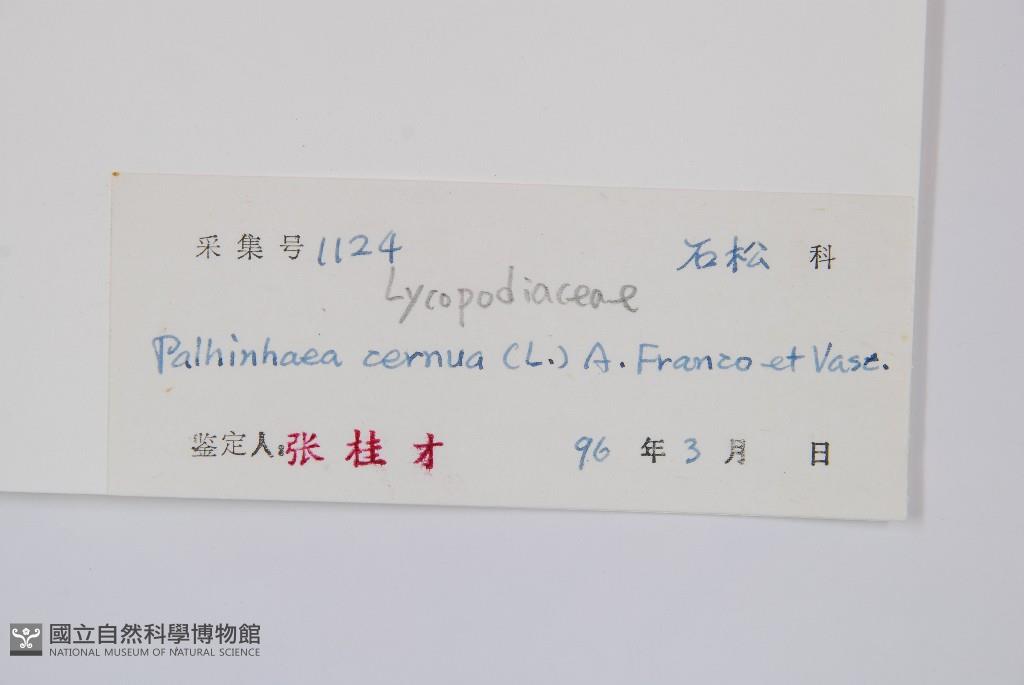 采集号 1124 石松 科
Lycopodiaceae
Palhinhaea cernua (L.) A. Franco et Vasc.
鉴定人:张桂才 96 年 3 月 日
國立自然科學博物館
NATIONAL MUSEUM OF NATURAL SCIENCE